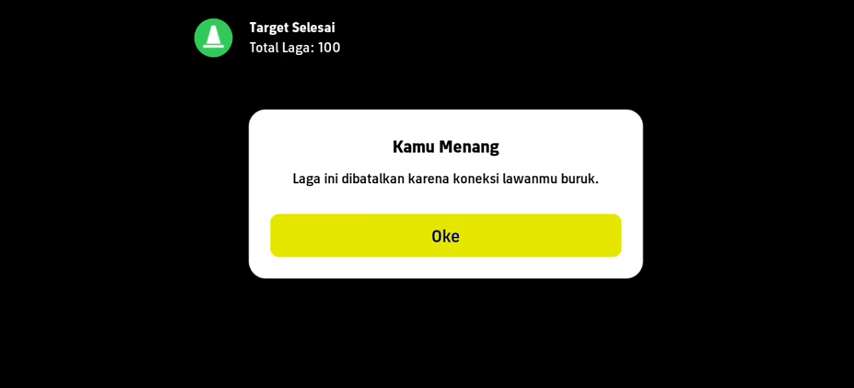 Target Selesai
Total Laga: 100
Kamu Menang
Laga ini dibatalkan karena koneksi lawanmu buruk.
Oke